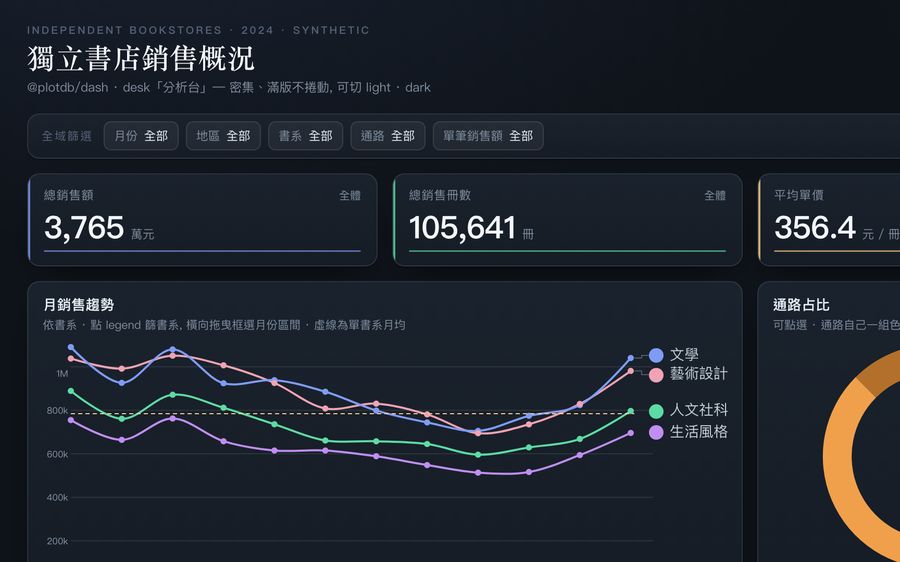 INDEPENDENT BOOKSTORES · 2024 · SYNTHETIC
獨立書店銷售概況
@plotdb/dash · desk「分析台」— 密集、滿版不捲動, 可切 light · dark
全域篩選 月份 全部 地區 全部 書系 全部 通路 全部 單筆銷售額 全部
總銷售額 全體
3,765 萬元
總銷售冊數 全體
105,641 冊
平均單價
356.4 元 / 冊
月銷售趨勢
依書系 · 點 legend 篩書系, 橫向拖曳框選月份區間 · 虛線為單書系月均
1M
800k
600k
400k
200k
文學
藝術設計
人文社科
生活風格
通路占比
可點選 · 通路自己一組色